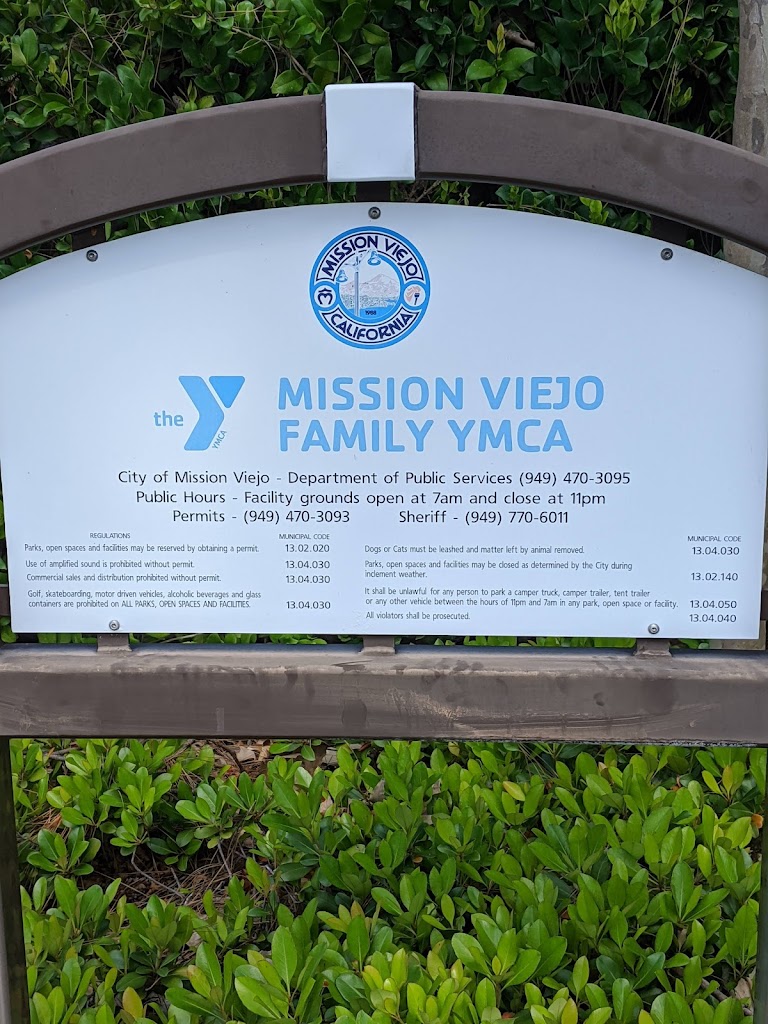 MISSION VIEJO
1988
CALIFORNIA
the
YMCA
MISSION VIEJO
FAMILY YMCA
City of Mission Viejo - Department of Public Services (949) 470-3095
Public Hours - Facility grounds open at 7am and close at 11pm
Permits - (949) 470-3093 Sheriff - (949) 770-6011
REGULATIONS MUNICIPAL CODE
Parks, open spaces and facilities may be reserved by obtaining a permit. 13.02.020
Use of amplified sound is prohibited without permit. 13.04.030
Commercial sales and distribution prohibited without permit. 13.04.030
Golf, skateboarding, motor driven vehicles, alcoholic beverages and glass
containers are prohibited on ALL PARKS, OPEN SPACES AND FACILITIES. 13.04.030
MUNICIPAL CODE
Dogs or Cats must be leashed and matter left by animal removed. 13.04.030
Parks, open spaces and facilities may be closed as determined by the City during
indement weather. 13.02.140
It shall be unlawful for any person to park a camper truck, camper trailer, tent trailer
or any other vehicle between the hours of 11pm and 7am in any park, open space or facility. 13.04.050
All violators shall be prosecuted. 13.04.040